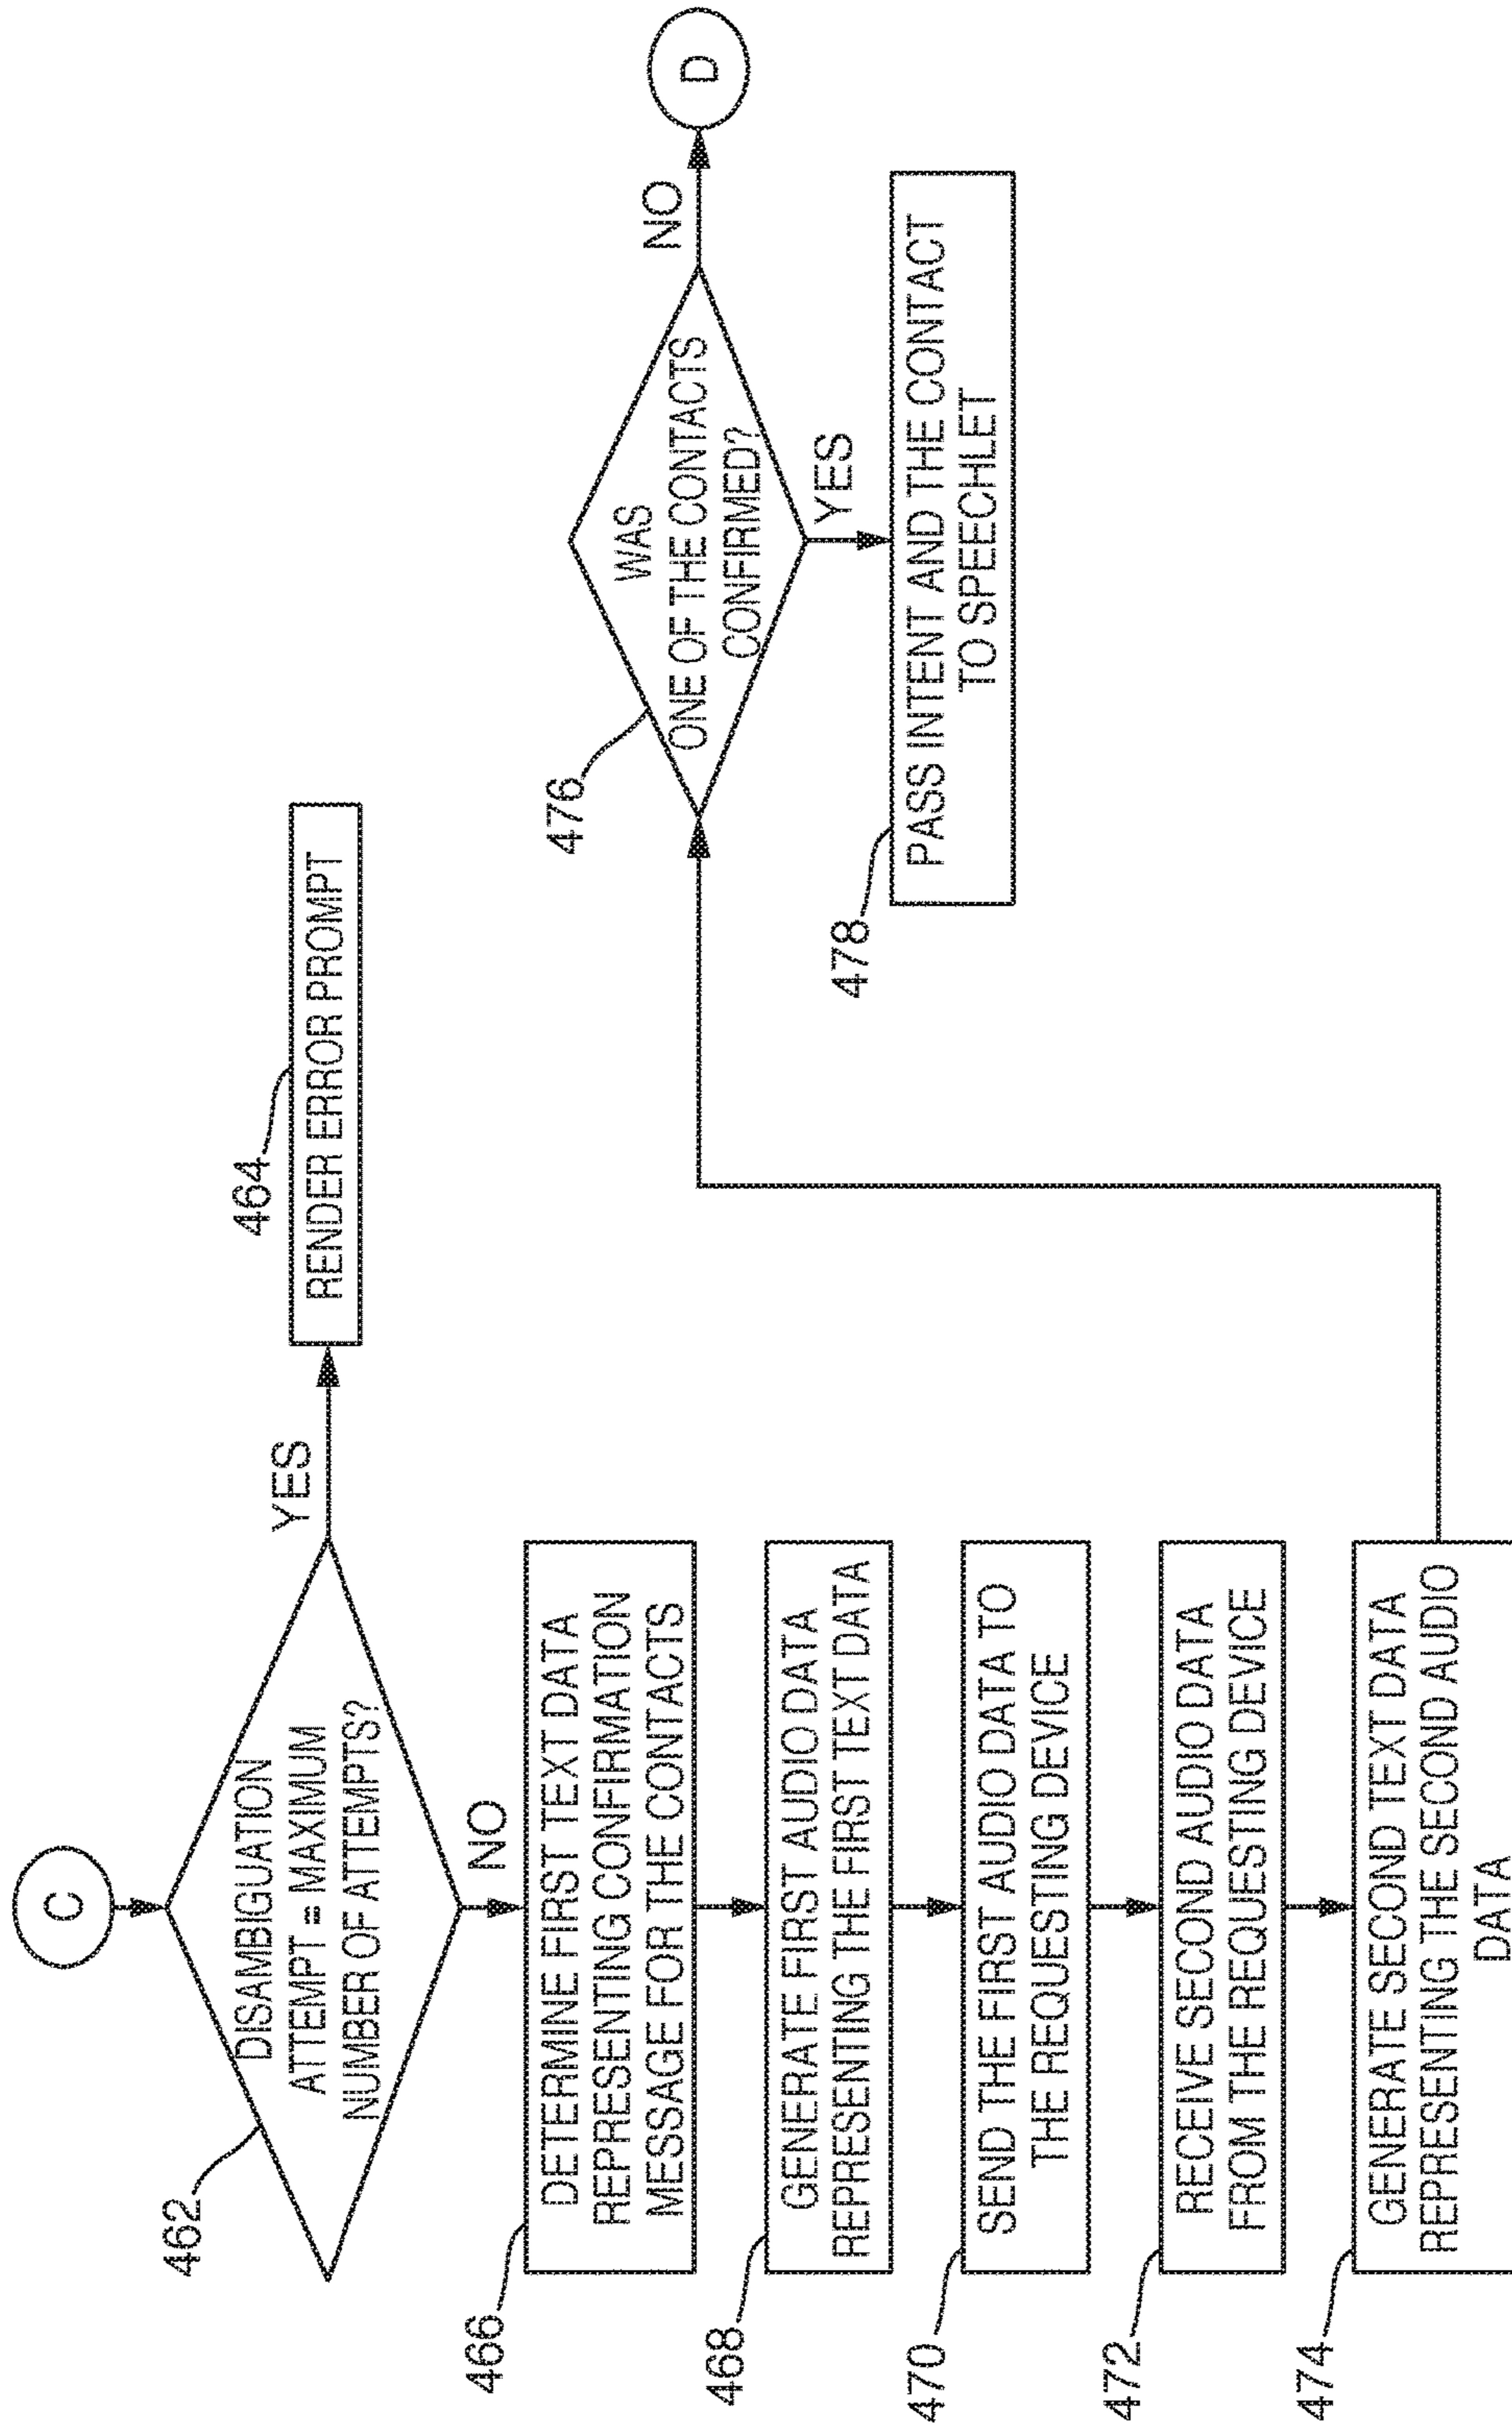 C
462
DISAMBIGUATION
ATTEMPT = MAXIMUM
NUMBER OF ATTEMPTS?
YES
464
RENDER ERROR PROMPT
NO
466
DETERMINE FIRST TEXT DATA
REPRESENTING CONFIRMATION
MESSAGE FOR THE CONTACTS
468
GENERATE FIRST AUDIO DATA
REPRESENTING THE FIRST TEXT DATA
470
SEND THE FIRST AUDIO DATA TO
THE REQUESTING DEVICE
472
RECEIVE SECOND AUDIO DATA
FROM THE REQUESTING DEVICE
474
GENERATE SECOND TEXT DATA
REPRESENTING THE SECOND AUDIO
DATA
476
WAS
ONE OF THE CONTACTS
CONFIRMED?
NO
D
YES
478
PASS INTENT AND THE CONTACT
TO SPEECHLET